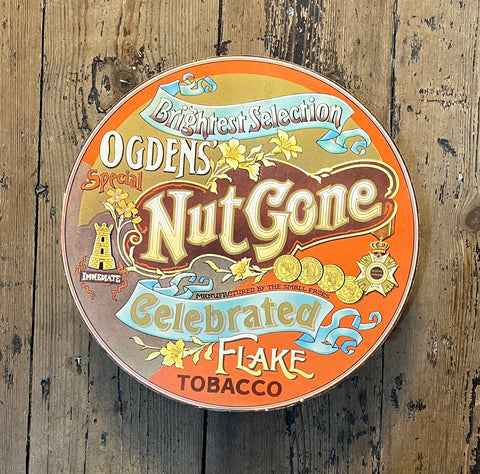 Brightest Selection
OGDENS'
Special
Nut Gone
IMMEDIATE
MANUFACTURED BY THE SMALL FACES
Celebrated
FLAKE
TOBACCO